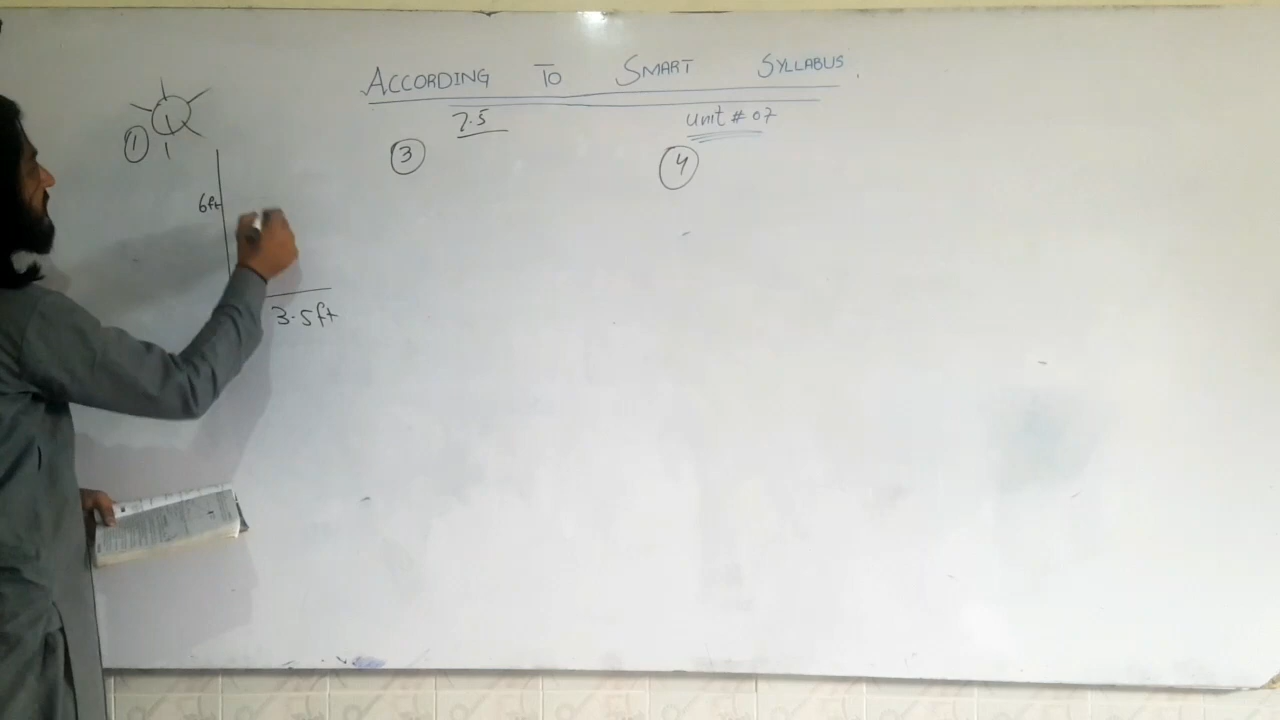 ACCORDING TO SMART SYLLABUS.
7.5 Unit # 07
① ③ ④
6ft
3.5ft